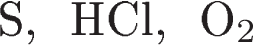 S, HCl, O₂